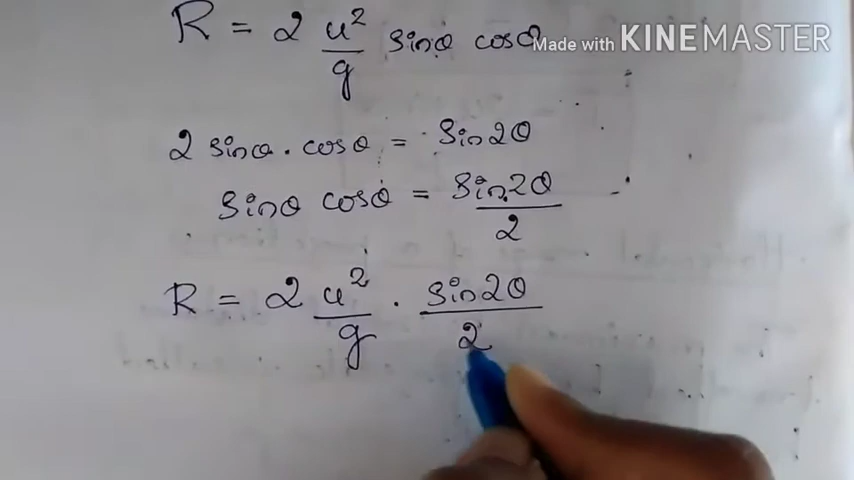 R = 2 u²/g sinθ cosθ
Made with KINEMASTER
2 sinθ . cosθ = sin2θ
sinθ cosθ = sin2θ/2
R = 2 u²/g . sin2θ/2